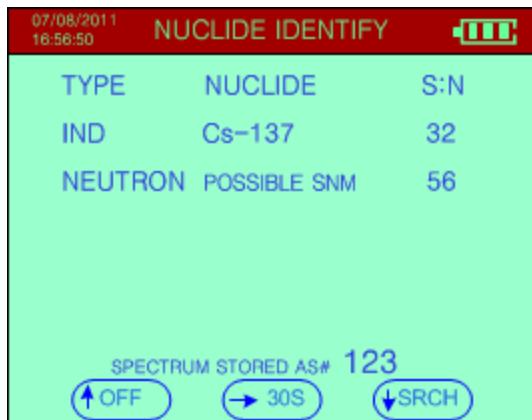 07/08/2011
16:56:50
NUCLIDE IDENTIFY
TYPE NUCLIDE S:N
IND Cs-137 32
NEUTRON POSSIBLE SNM 56
SPECTRUM STORED AS# 123
↑ OFF → 30S ↓ SRCH